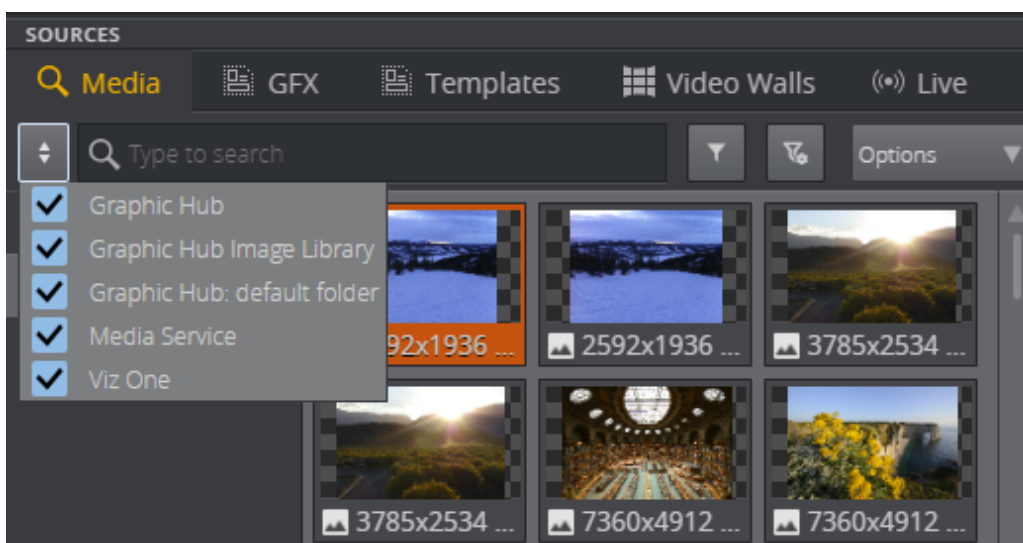 SOURCES
Media GFX Templates Video Walls Live
Type to search Options
Graphic Hub
Graphic Hub Image Library
Graphic Hub: default folder
Media Service
Viz One
92x1936 ... 2592x1936 ... 3785x2534 ...
3785x2534 ... 7360x4912 ... 7360x4912 ...